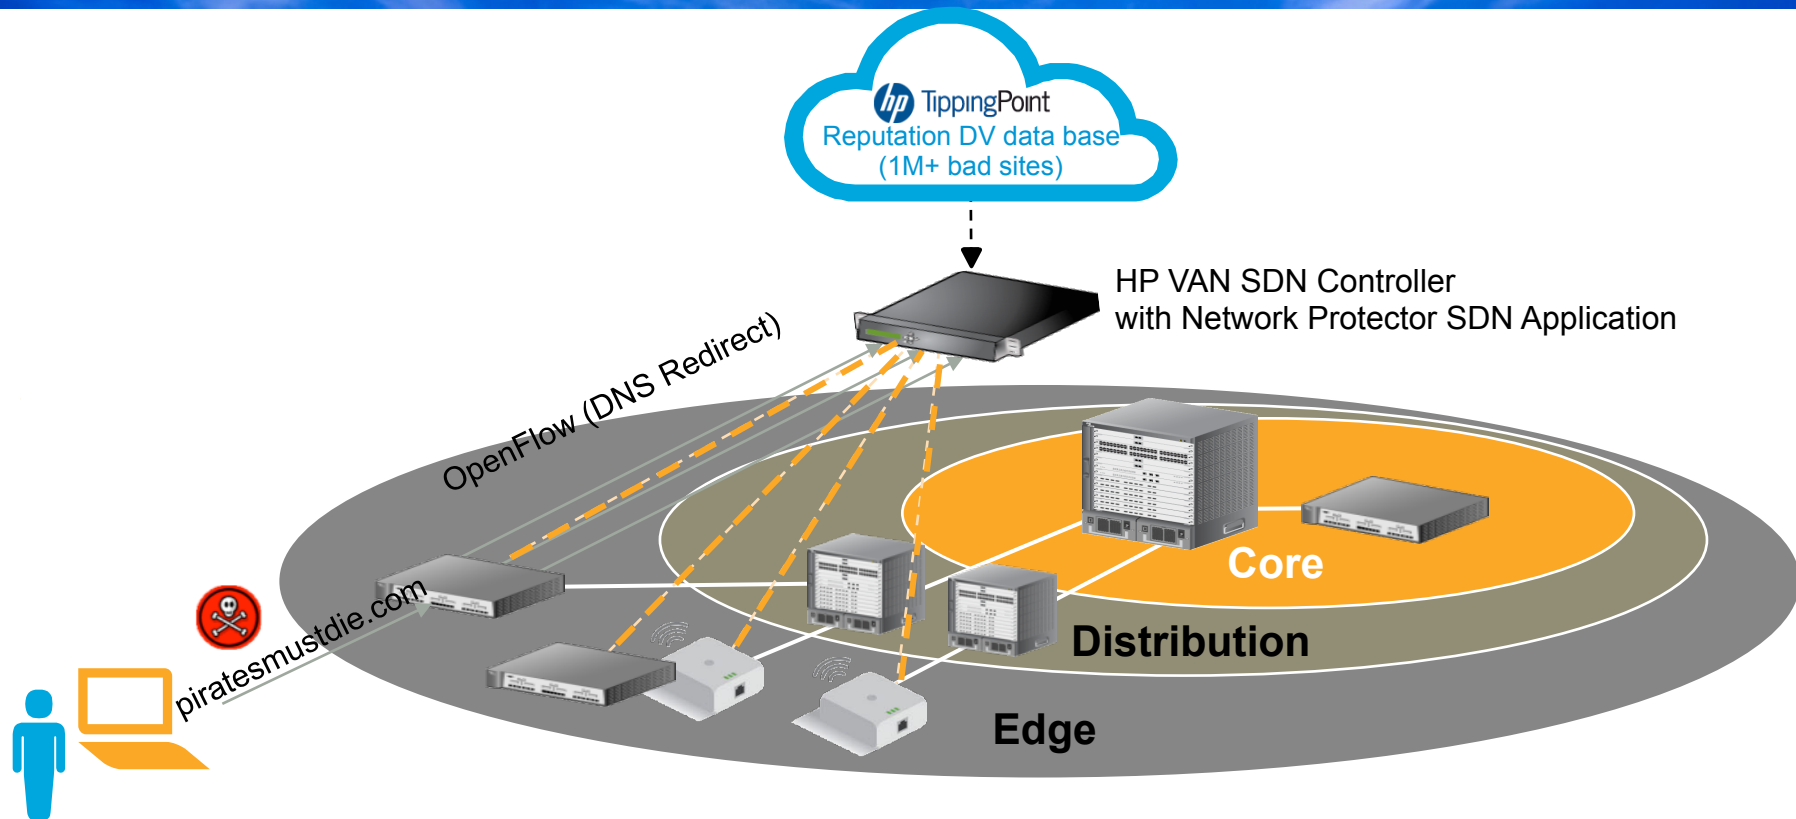 hp TippingPoint
Reputation DV data base
(1M+ bad sites)
HP VAN SDN Controller
with Network Protector SDN Application
OpenFlow (DNS Redirect)
Core
piratesmustdie.com
Distribution
Edge